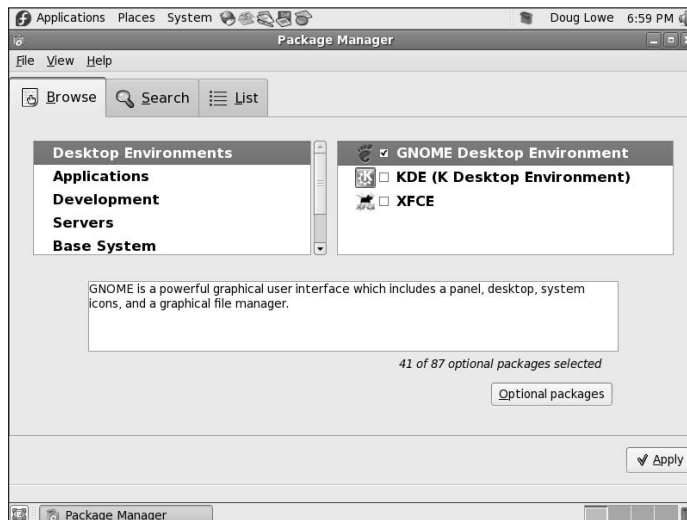 Applications Places System Doug Lowe 6:59 PM
Package Manager
File View Help
Browse Search List
Desktop Environments
Applications
Development
Servers
Base System
GNOME Desktop Environment
KDE (K Desktop Environment)
XFCE
GNOME is a powerful graphical user interface which includes a panel, desktop, system
icons, and a graphical file manager.
41 of 87 optional packages selected
Optional packages
Apply
Package Manager